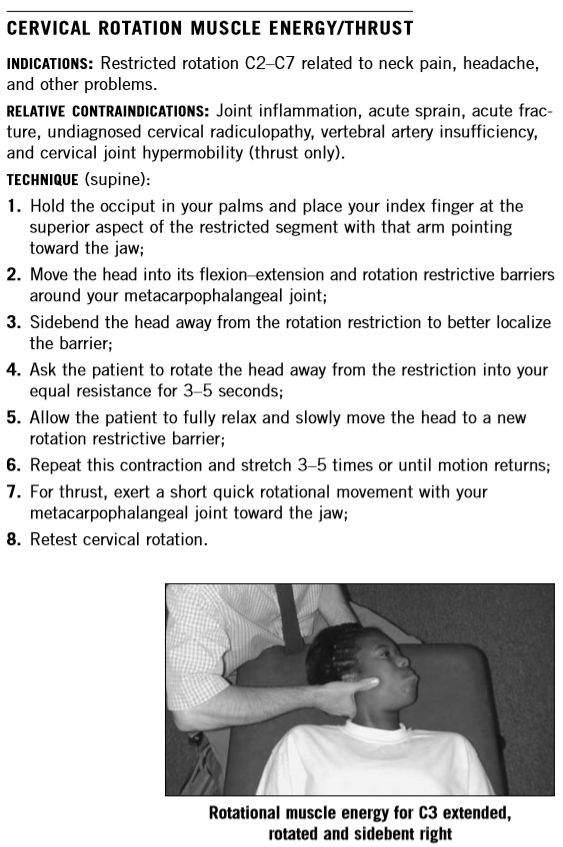 CERVICAL ROTATION MUSCLE ENERGY/THRUST
INDICATIONS: Restricted rotation C2–C7 related to neck pain, headache,
and other problems.
RELATIVE CONTRAINDICATIONS: Joint inflammation, acute sprain, acute frac-
ture, undiagnosed cervical radiculopathy, vertebral artery insufficiency,
and cervical joint hypermobility (thrust only).
TECHNIQUE (supine):
1. Hold the occiput in your palms and place your index finger at the
superior aspect of the restricted segment with that arm pointing
toward the jaw;
2. Move the head into its flexion–extension and rotation restrictive barriers
around your metacarpophalangeal joint;
3. Sidebend the head away from the rotation restriction to better localize
the barrier;
4. Ask the patient to rotate the head away from the restriction into your
equal resistance for 3–5 seconds;
5. Allow the patient to fully relax and slowly move the head to a new
rotation restrictive barrier;
6. Repeat this contraction and stretch 3–5 times or until motion returns;
7. For thrust, exert a short quick rotational movement with your
metacarpophalangeal joint toward the jaw;
8. Retest cervical rotation.
Rotational muscle energy for C3 extended,
rotated and sidebent right